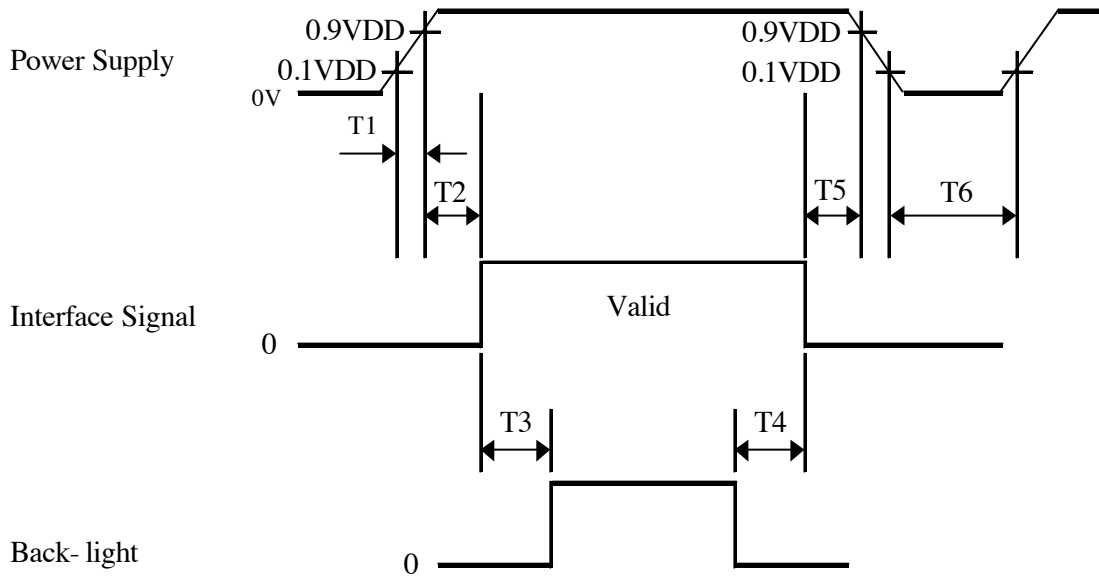 0.9VDD
0.9VDD
Power Supply
0.1VDD
0.1VDD
0V
T1
T2
T5
T6
Valid
Interface Signal
0
T3
T4
Back- light
0